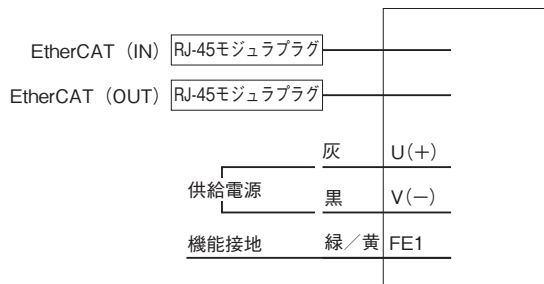 EtherCAT（IN） RJ-45モジュラプラグ
EtherCAT（OUT） RJ-45モジュラプラグ
灰 U(＋)
供給電源
黒 V(－)
機能接地 緑／黄 FE1